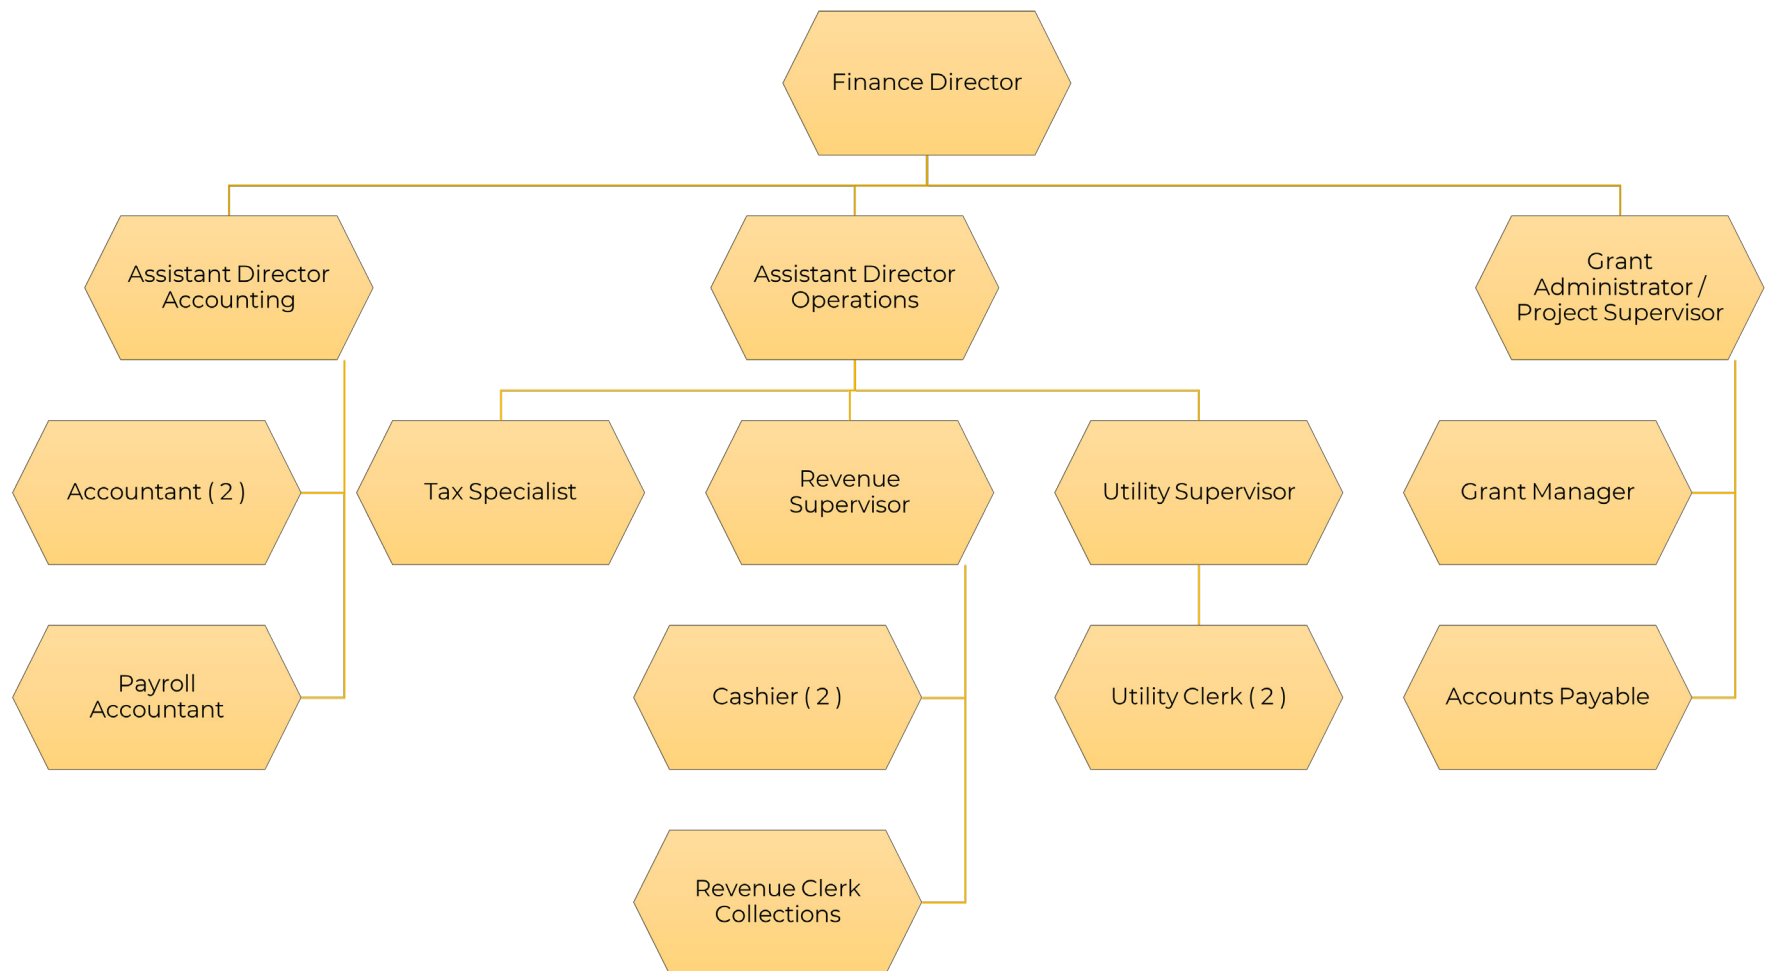 Finance Director
Assistant Director
Accounting
Assistant Director
Operations
Grant
Administrator /
Project Supervisor
Accountant ( 2 )
Tax Specialist
Revenue
Supervisor
Utility Supervisor
Grant Manager
Payroll
Accountant
Cashier ( 2 )
Utility Clerk ( 2 )
Accounts Payable
Revenue Clerk
Collections